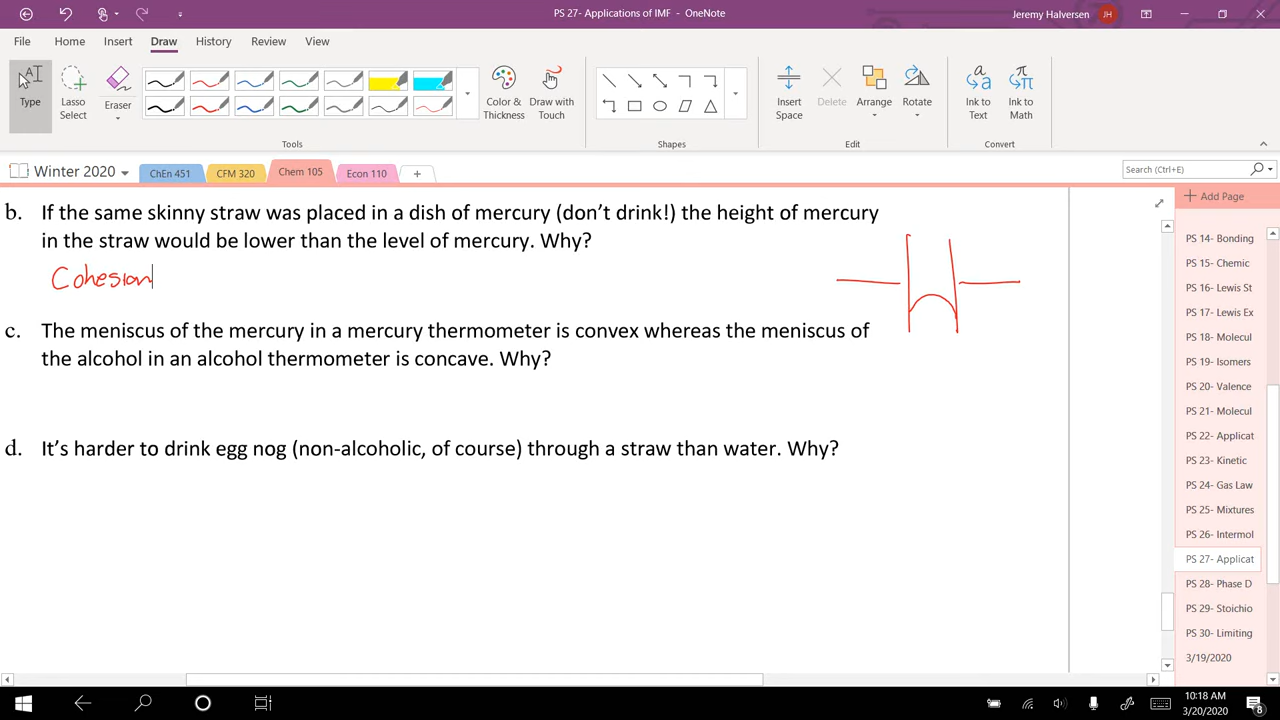 PS 27- Applications of IMF - OneNote
Jeremy Halversen JH
File Home Insert Draw History Review View
Type
Lasso Select
Eraser
Color & Thickness
Draw with Touch
Insert Space
Delete
Arrange
Rotate
Ink to Text
Ink to Math
Tools
Shapes
Edit
Convert
Winter 2020
ChEn 451
CFM 320
Chem 105
Econ 110
Search (Ctrl+E)
b. If the same skinny straw was placed in a dish of mercury (don't drink!) the height of mercury
in the straw would be lower than the level of mercury. Why?
Cohesion
c. The meniscus of the mercury in a mercury thermometer is convex whereas the meniscus of
the alcohol in an alcohol thermometer is concave. Why?
d. It's harder to drink egg nog (non-alcoholic, of course) through a straw than water. Why?
Add Page
PS 14- Bonding
PS 15- Chemic
PS 16- Lewis St
PS 17- Lewis Ex
PS 18- Molecul
PS 19- Isomers
PS 20- Valence
PS 21- Molecul
PS 22- Applicat
PS 23- Kinetic
PS 24- Gas Law
PS 25- Mixtures
PS 26- Intermol
PS 27- Applicat
PS 28- Phase D
PS 29- Stoichio
PS 30- Limiting
3/19/2020
10:18 AM
3/20/2020
8